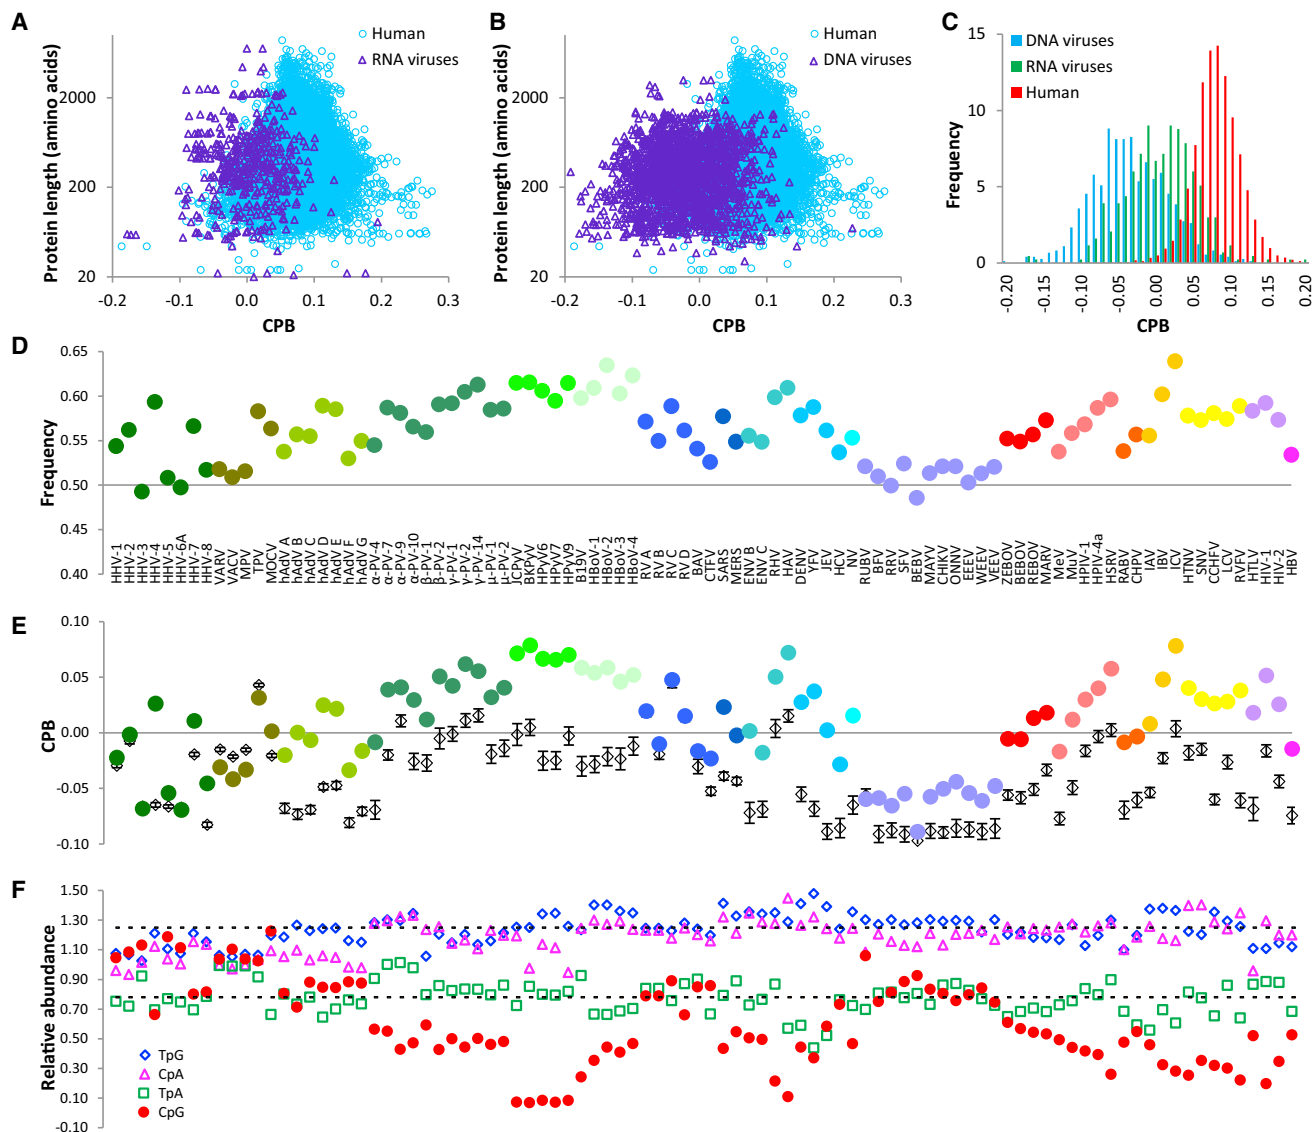 A
Human
RNA viruses
Protein length (amino acids)
2000
200
20
-0.2
-0.1
0.0
0.1
0.2
0.3
CPB
B
Human
DNA viruses
Protein length (amino acids)
2000
200
20
-0.2
-0.1
0.0
0.1
0.2
0.3
CPB
C
DNA viruses
RNA viruses
Human
Frequency
15
10
5
0
-0.20
-0.15
-0.10
-0.05
0.00
0.05
0.10
0.15
0.20
CPB
D
Frequency
0.65
0.60
0.55
0.50
0.45
0.40
HHV-1
HHV-2
HHV-3
HHV-4
HHV-5
HHV-6A
HHV-7
HHV-8
VARV
VACV
MPV
TPV
MOCV
hAdV A
hAdV B
hAdV C
hAdV D
hAdV E
hAdV F
hAdV G
α-PV-4
α-PV-7
α-PV-9
α-PV-10
β-PV-1
β-PV-2
γ-PV-1
γ-PV-2
γ-PV-14
μ-PV-1
μ-PV-2
JCPyV
BKPyV
HPyV6
HPyV7
HPyV9
B19V
HBoV-1
HBoV-2
HBoV-3
HBoV-4
RV A
RV B
RV C
RV D
BAV
CTFV
SARS
MERS
ENV B
ENV C
RHV
HAV
DENV
YFV
JEV
HCV
NV
RUBV
BFV
RRV
SFV
BEBV
MAYV
CHIKV
ONNV
EEEV
WEEV
VEEV
ZEBOV
BEBOV
REBOV
MARV
MeV
MuV
HPIV-1
HPIV-4a
HSRV
RABV
CHPV
IAV
IBV
ICV
HTNV
SNV
CCHFV
LCV
RVFV
HTLV
HIV-1
HIV-2
HBV
E
CPB
0.10
0.05
0.00
-0.05
-0.10
F
Relative abundance
1.50
1.30
1.10
0.90
0.70
0.50
0.30
0.10
-0.10
TpG
CpA
TpA
CpG